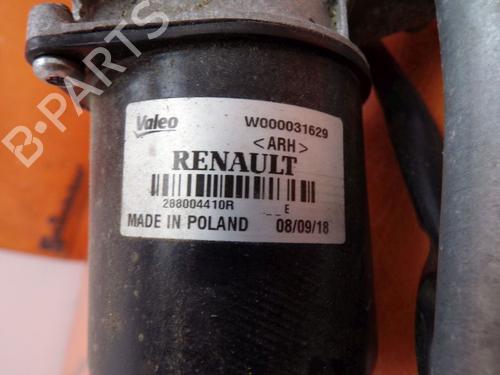 B-PARTS
Valeo W000031629
<ARH>
RENAULT
288004410R E
MADE IN POLAND 08/09/18